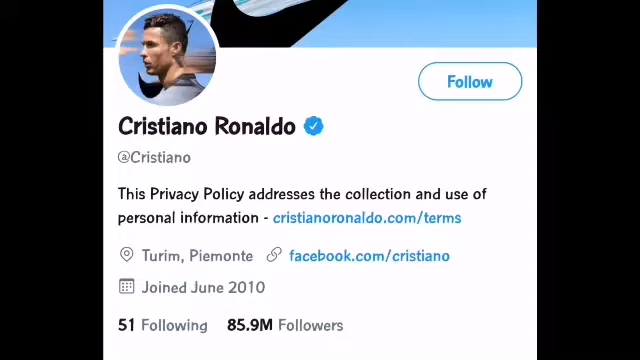 Follow
Cristiano Ronaldo
@Cristiano
This Privacy Policy addresses the collection and use of
personal information - cristianoronaldo.com/terms
Turim, Piemonte facebook.com/cristiano
Joined June 2010
51 Following 85.9M Followers